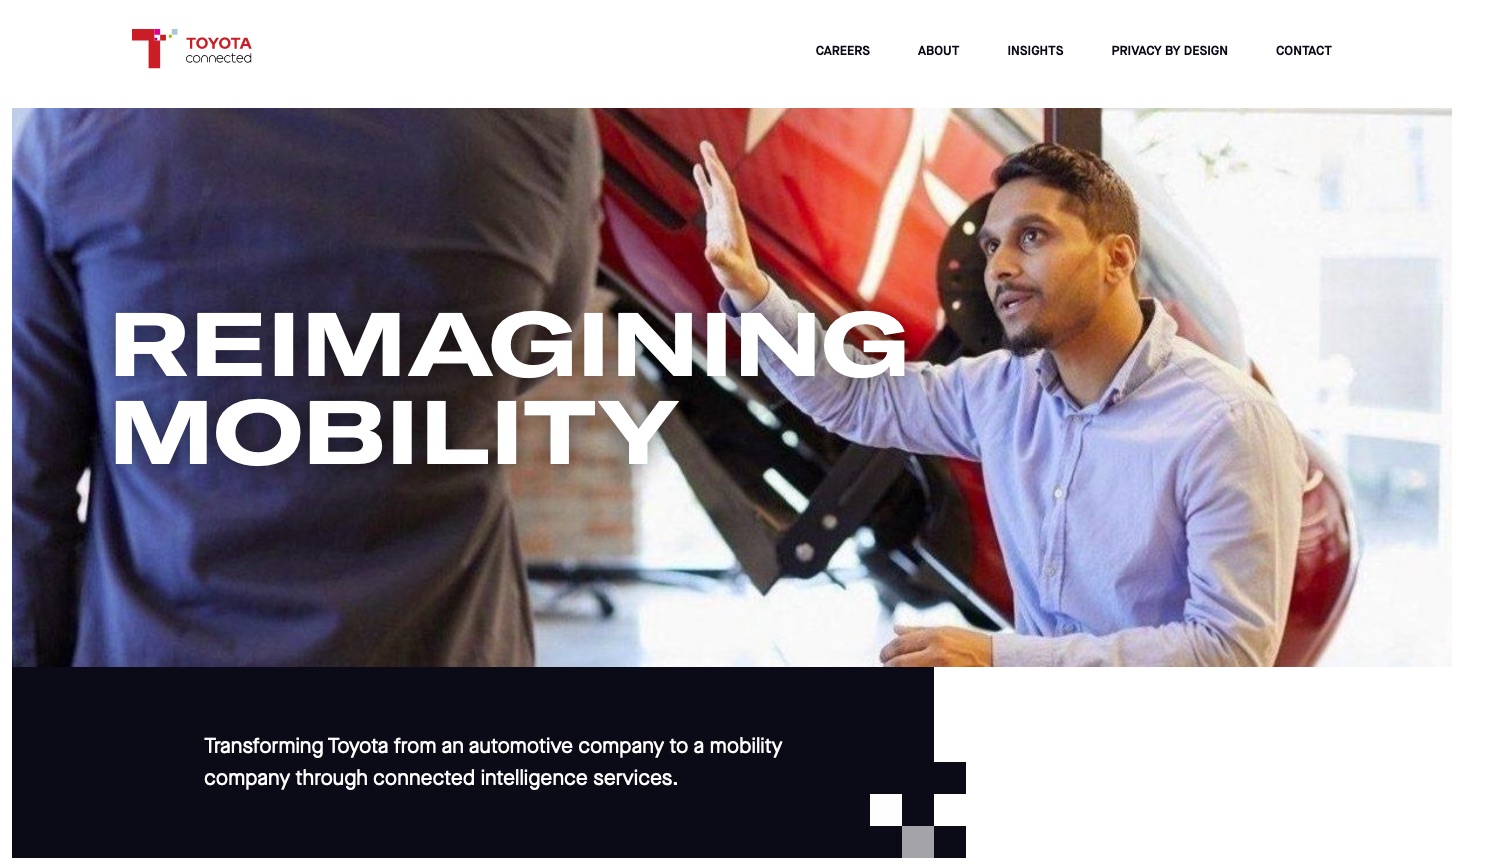 TOYOTA
connected
CAREERS ABOUT INSIGHTS PRIVACY BY DESIGN CONTACT
REIMAGINING
MOBILITY
Transforming Toyota from an automotive company to a mobility
company through connected intelligence services.